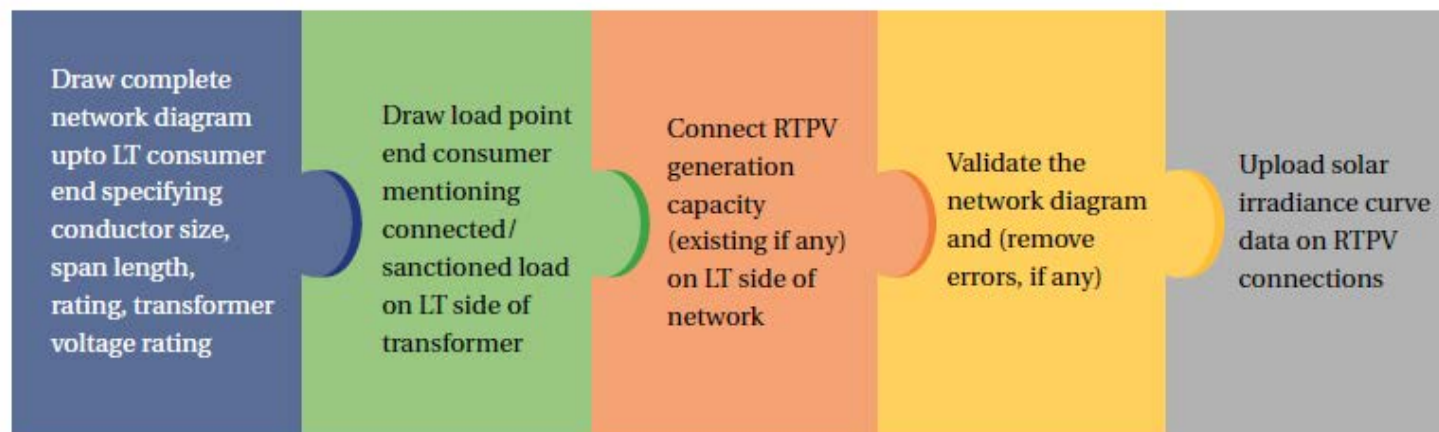 Draw complete
network diagram
upto LT consumer
end specifying
conductor size,
span length,
rating, transformer
voltage rating
Draw load point
end consumer
mentioning
connected/
sanctioned load
on LT side of
transformer
Connect RTPV
generation
capacity
(existing if any)
on LT side of
network
Validate the
network diagram
and (remove
errors, if any)
Upload solar
irradiance curve
data on RTPV
connections